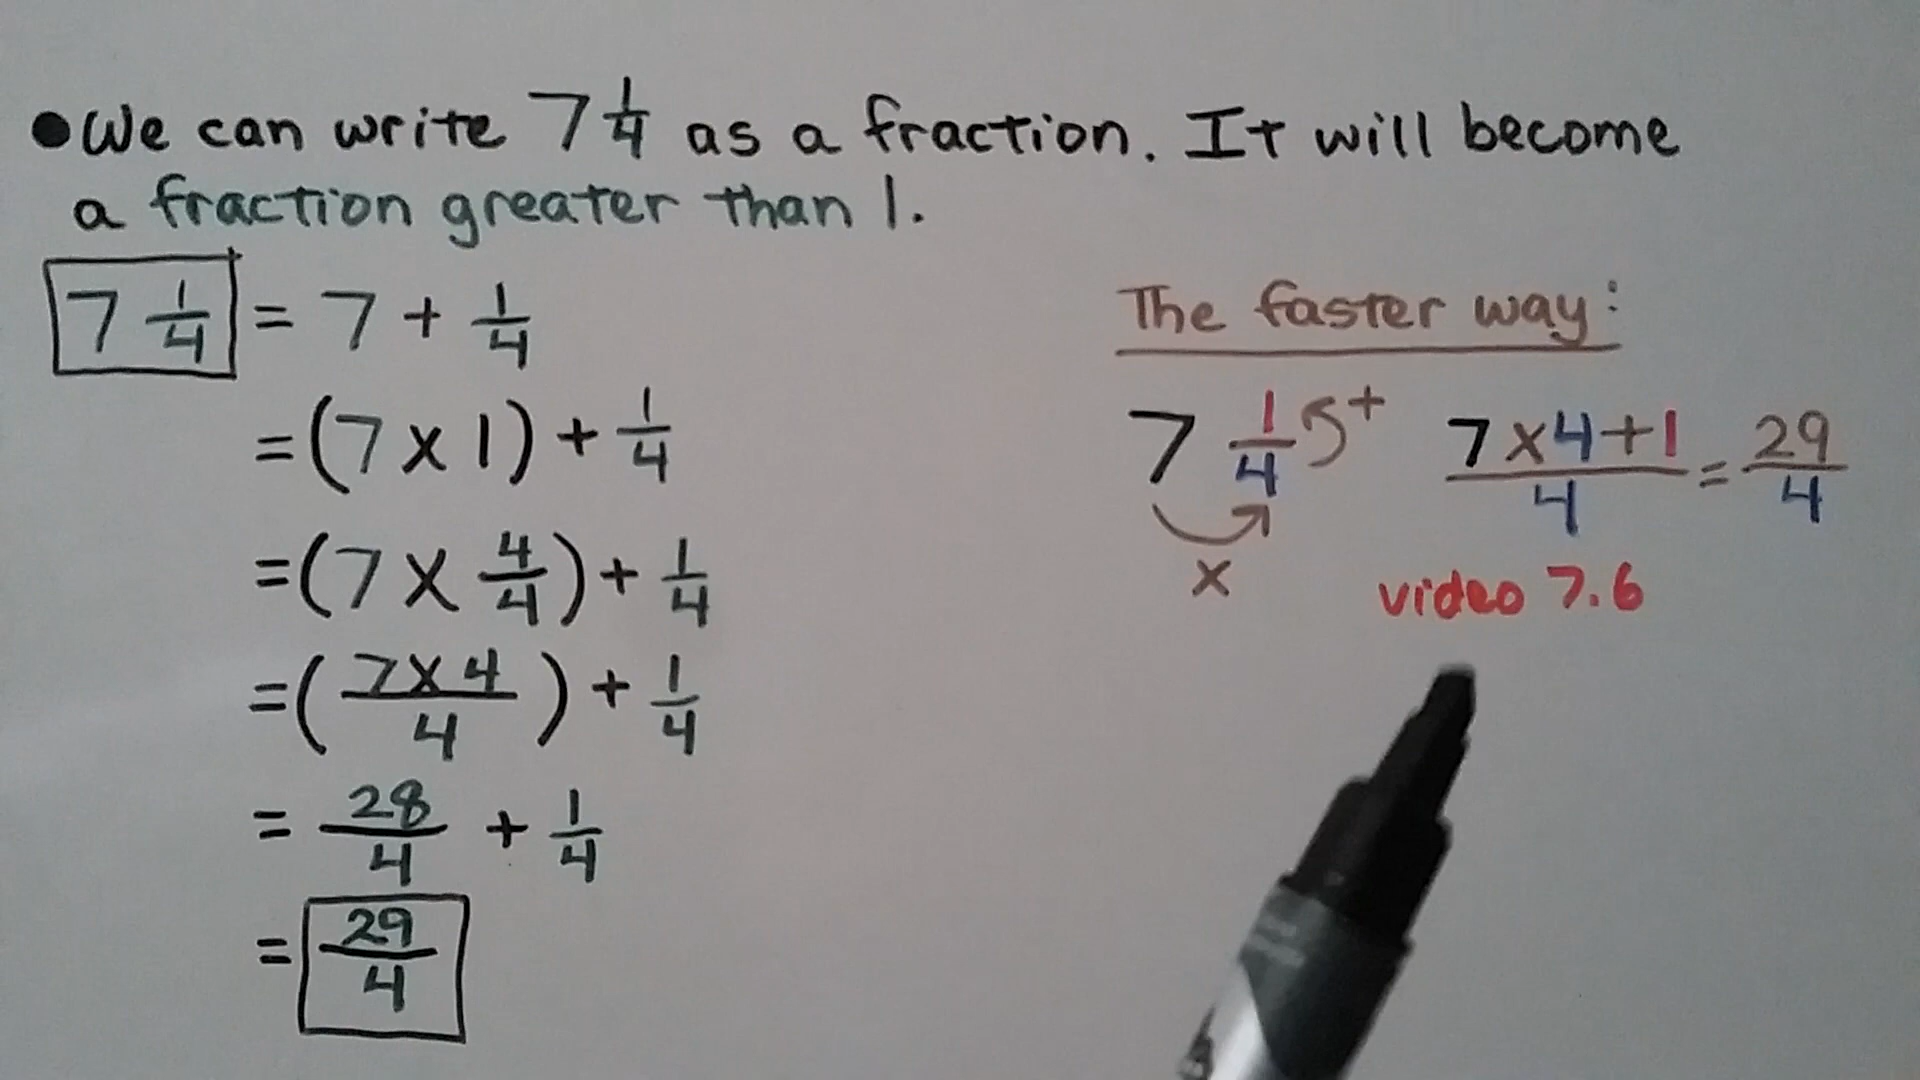 ●We can write 7 1/4 as a fraction. It will become
a fraction greater than 1.
7 1/4 = 7 + 1/4
=(7 x 1) + 1/4
=(7 x 4/4) + 1/4
=(7x4/4) + 1/4
= 28/4 + 1/4
= 29/4
The faster way:
7 1/4 + 7x4+1/4 = 29/4
x
video 7.6